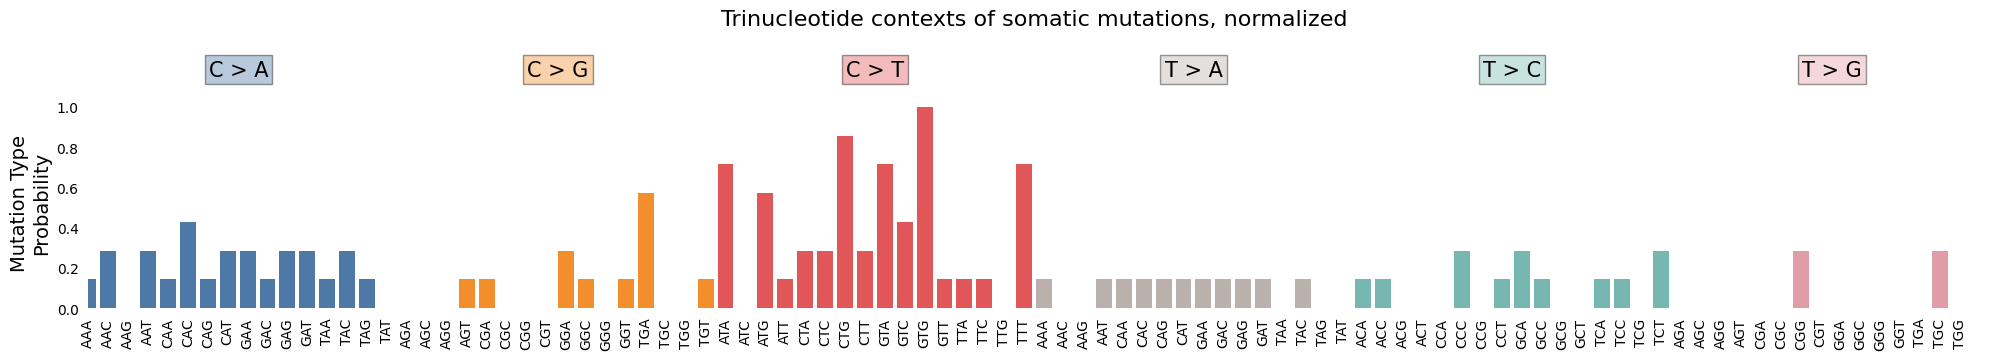 Trinucleotide contexts of somatic mutations, normalized
C > A
C > G
C > T
T > A
T > C
T > G
Mutation Type
Probability
1.0
0.8
0.6
0.4
0.2
0.0
AAA
AAC
AAG
AAT
CAA
CAC
CAG
CAT
GAA
GAC
GAG
GAT
TAA
TAC
TAG
TAT
AGA
AGC
AGG
AGT
CGA
CGC
CGG
CGT
GGA
GGC
GGG
GGT
TGA
TGC
TGG
TGT
ATA
ATC
ATG
ATT
CTA
CTC
CTG
CTT
GTA
GTC
GTG
GTT
TTA
TTC
TTG
TTT
AAA
AAC
AAG
AAT
CAA
CAC
CAG
CAT
GAA
GAC
GAG
GAT
TAA
TAC
TAG
TAT
ACA
ACC
ACG
ACT
CCA
CCC
CCG
CCT
GCA
GCC
GCG
GCT
TCA
TCC
TCG
TCT
AGA
AGC
AGG
AGT
CGA
CGC
CGG
CGT
GGA
GGC
GGG
GGT
TGA
TGC
TGG